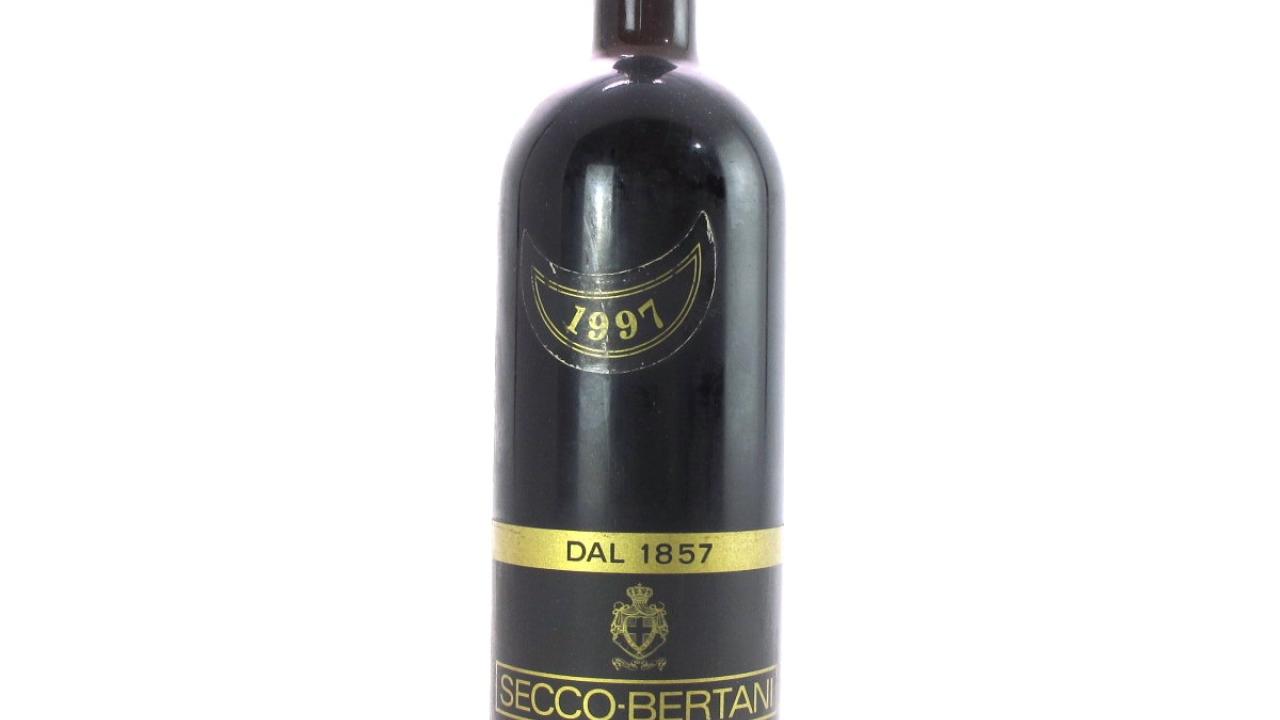 1997
DAL 1857
SECCO-BERTANI